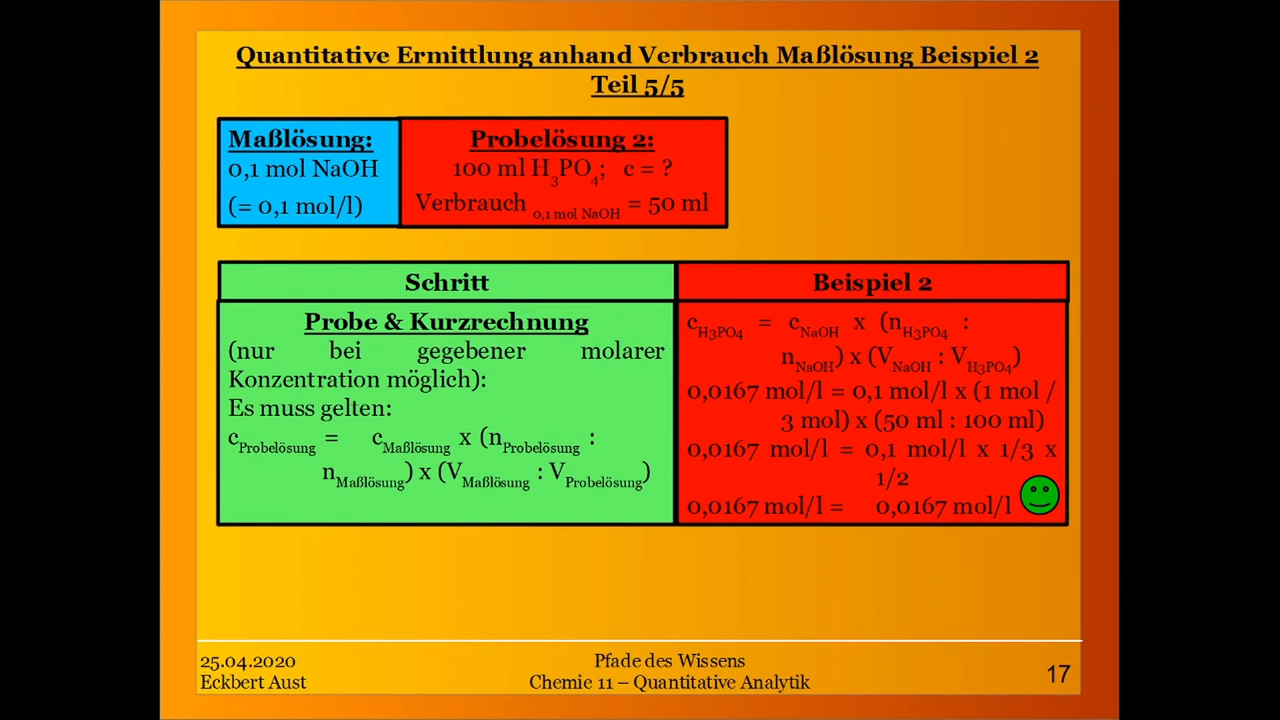 Quantitative Ermittlung anhand Verbrauch Maßlösung Beispiel 2
Teil 5/5
Maßlösung:
0,1 mol NaOH
(= 0,1 mol/l)
Probelösung 2:
100 ml H₃PO₄; c = ?
Verbrauch 0,1 mol NaOH = 50 ml
Schritt
Probe & Kurzrechnung
(nur bei gegebener molarer
Konzentration möglich):
Es muss gelten:
cProbelösung = cMaßlösung x (nProbelösung :
nMaßlösung) x (VMaßlösung : VProbelösung)
Beispiel 2
cH3PO4 = cNaOH x (nH3PO4 :
nNaOH) x (VNaOH : VH3PO4)
0,0167 mol/l = 0,1 mol/l x (1 mol /
3 mol) x (50 ml : 100 ml)
0,0167 mol/l = 0,1 mol/l x 1/3 x
1/2
0,0167 mol/l = 0,0167 mol/l
25.04.2020
Eckbert Aust
Pfade des Wissens
Chemie 11 – Quantitative Analytik
17